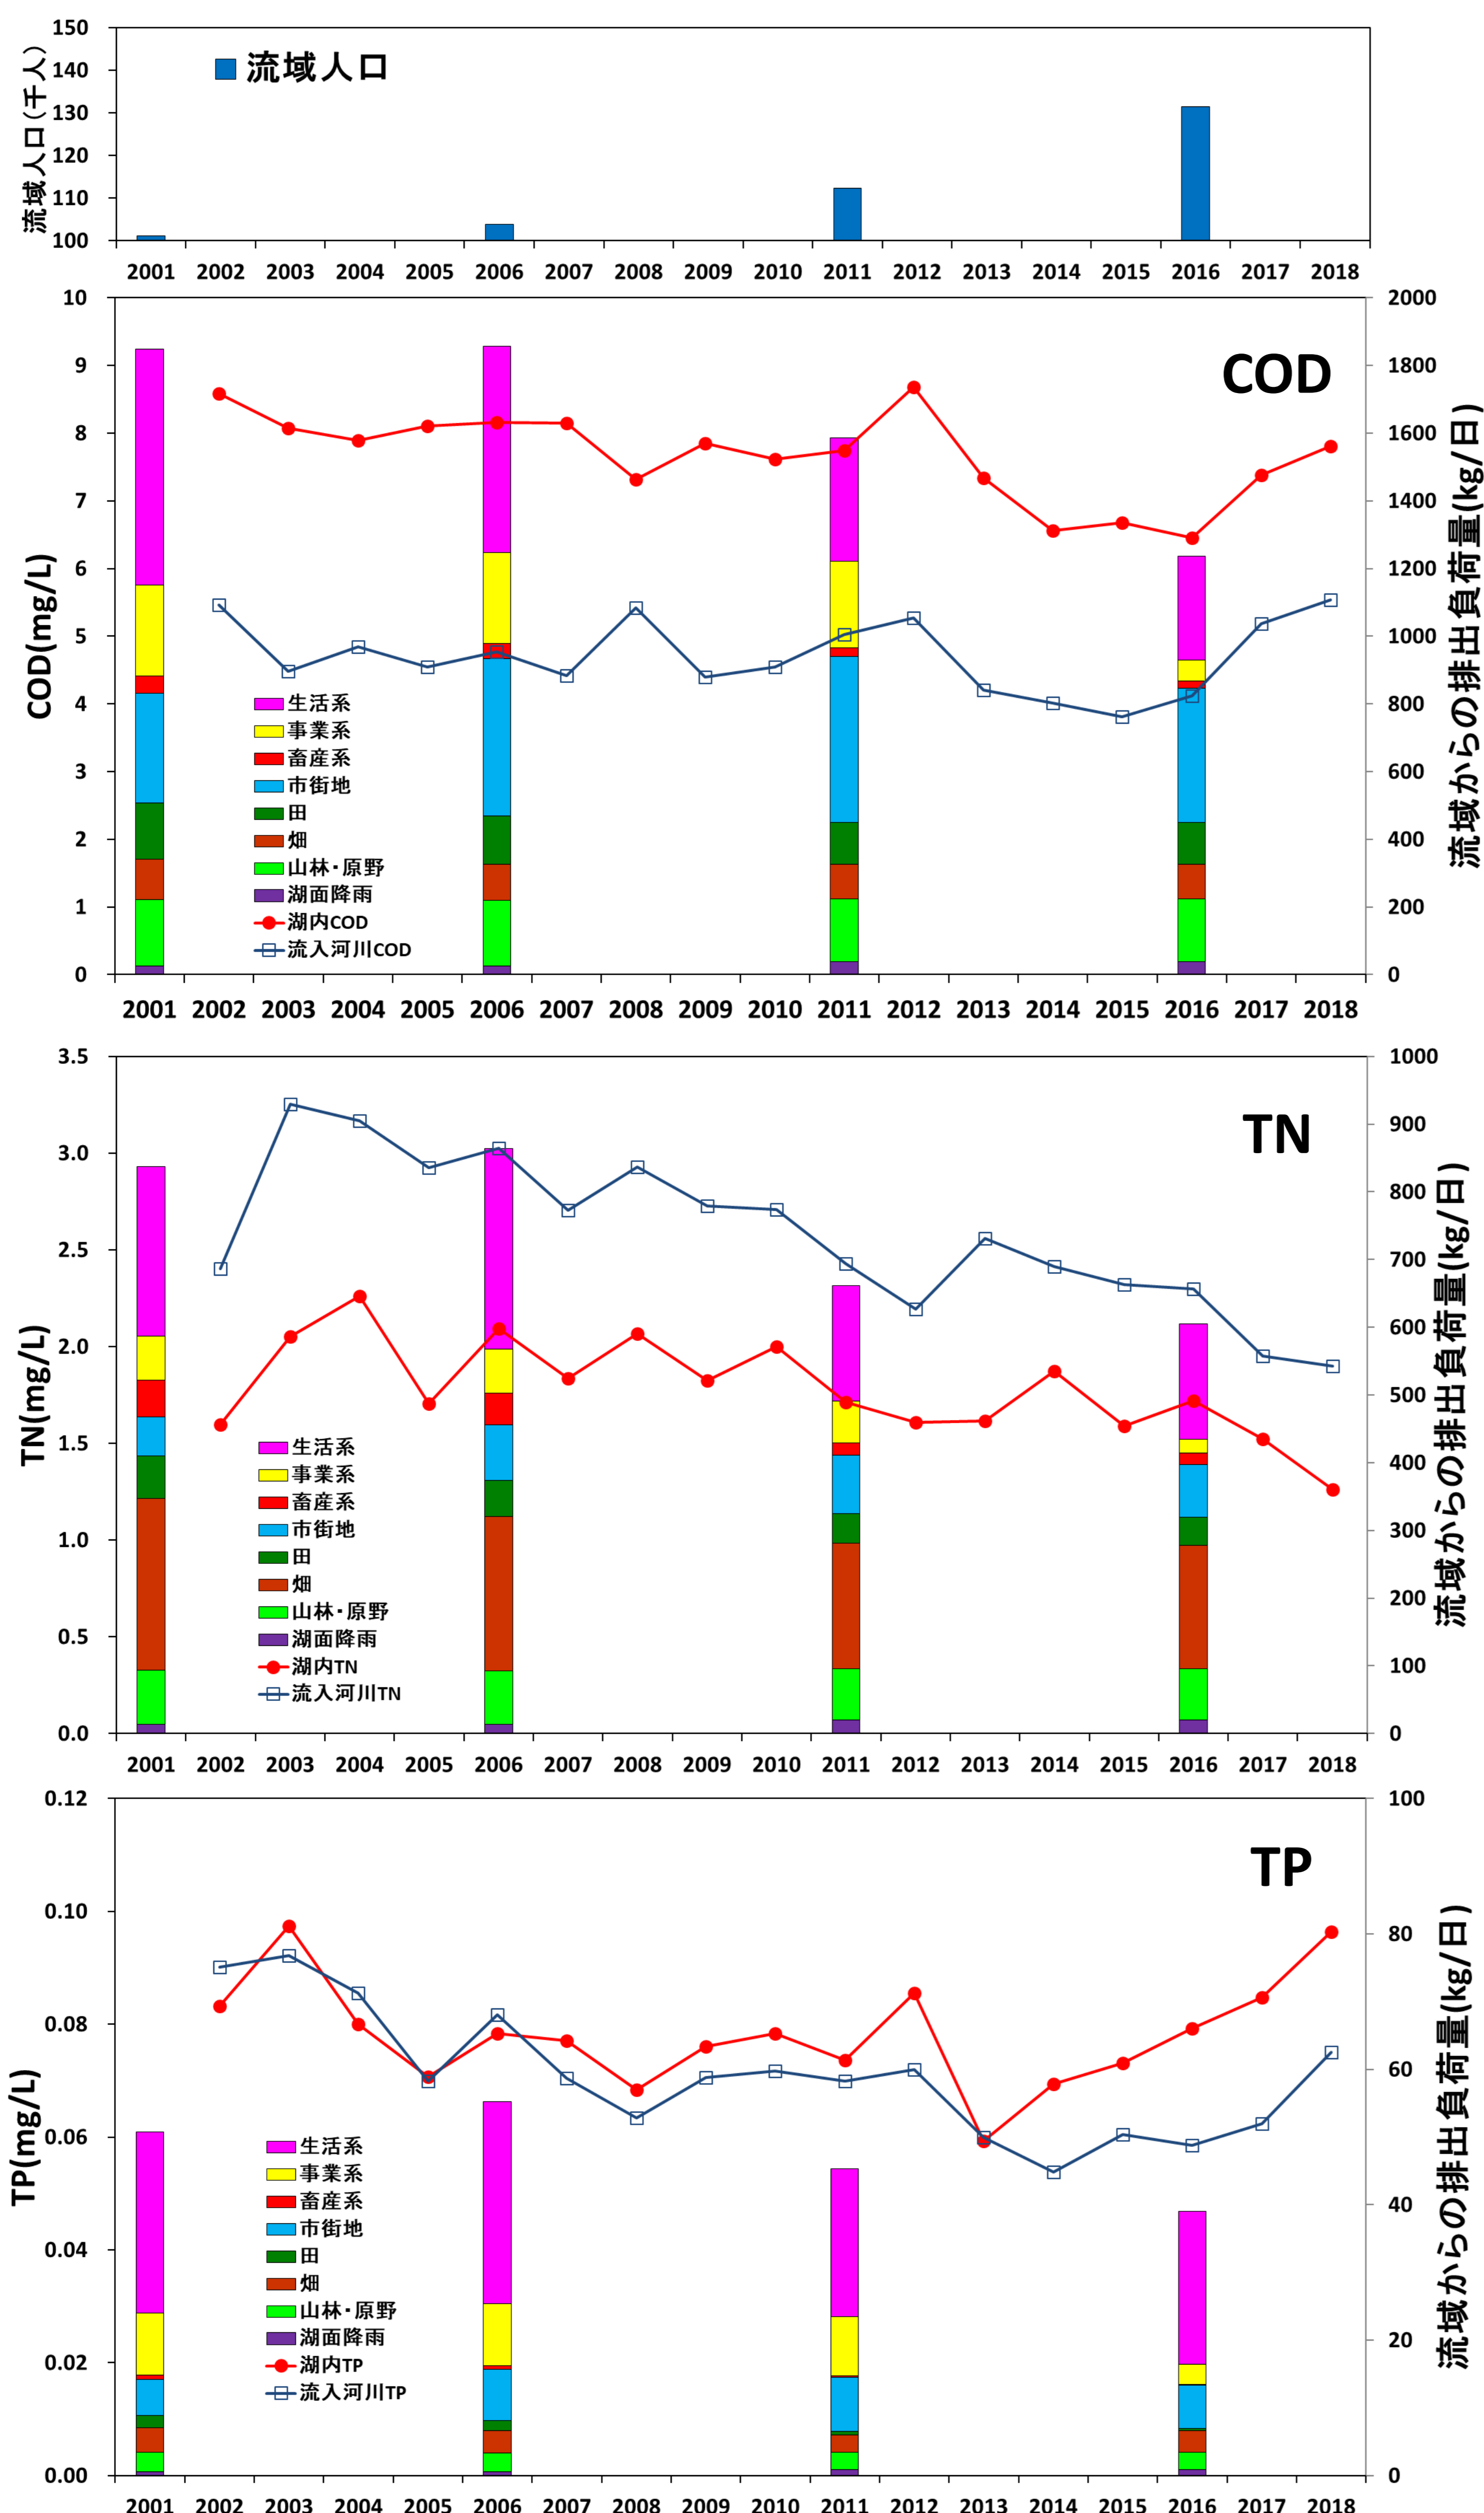 流域人口(千人)
150
140
130
120
110
100
流域人口
2001 2002 2003 2004 2005 2006 2007 2008 2009 2010 2011 2012 2013 2014 2015 2016 2017 2018
COD(mg/L)
10
9
8
7
6
5
4
3
2
1
0
COD
生活系
事業系
畜産系
市街地
田
畑
山林・原野
湖面降雨
湖内COD
流入河川COD
2000
1800
1600
1400
1200
1000
800
600
400
200
0
流域からの排出負荷量(kg/日)
2001 2002 2003 2004 2005 2006 2007 2008 2009 2010 2011 2012 2013 2014 2015 2016 2017 2018
TN(mg/L)
3.5
3.0
2.5
2.0
1.5
1.0
0.5
0.0
TN
生活系
事業系
畜産系
市街地
田
畑
山林・原野
湖面降雨
湖内TN
流入河川TN
1000
900
800
700
600
500
400
300
200
100
0
流域からの排出負荷量(kg/日)
2001 2002 2003 2004 2005 2006 2007 2008 2009 2010 2011 2012 2013 2014 2015 2016 2017 2018
TP(mg/L)
0.12
0.10
0.08
0.06
0.04
0.02
0.00
TP
生活系
事業系
畜産系
市街地
田
畑
山林・原野
湖面降雨
湖内TP
流入河川TP
100
80
60
40
20
0
流域からの排出負荷量(kg/日)
2001 2002 2003 2004 2005 2006 2007 2008 2009 2010 2011 2012 2013 2014 2015 2016 2017 2018